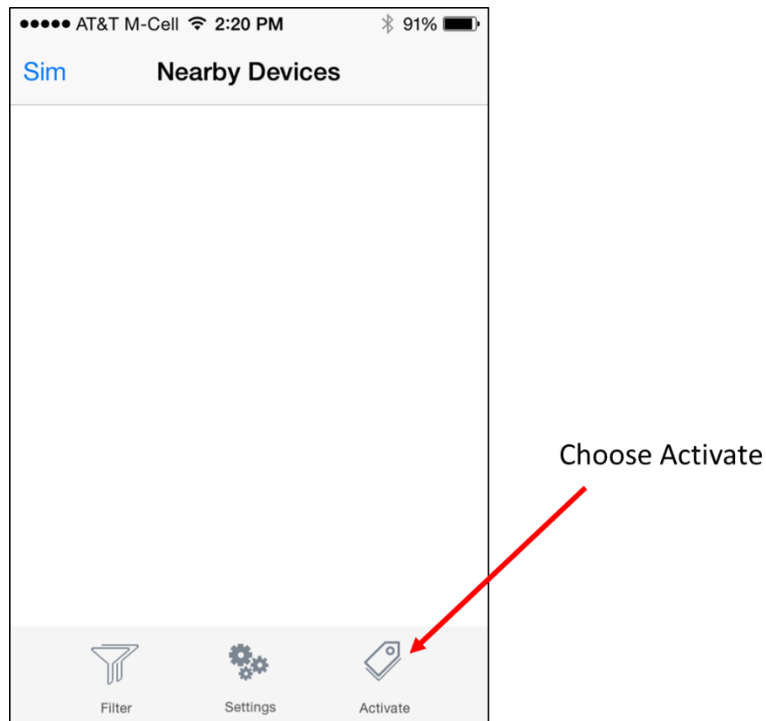 AT&T M-Cell 2:20 PM 91%
Sim Nearby Devices
Choose Activate
Filter Settings Activate